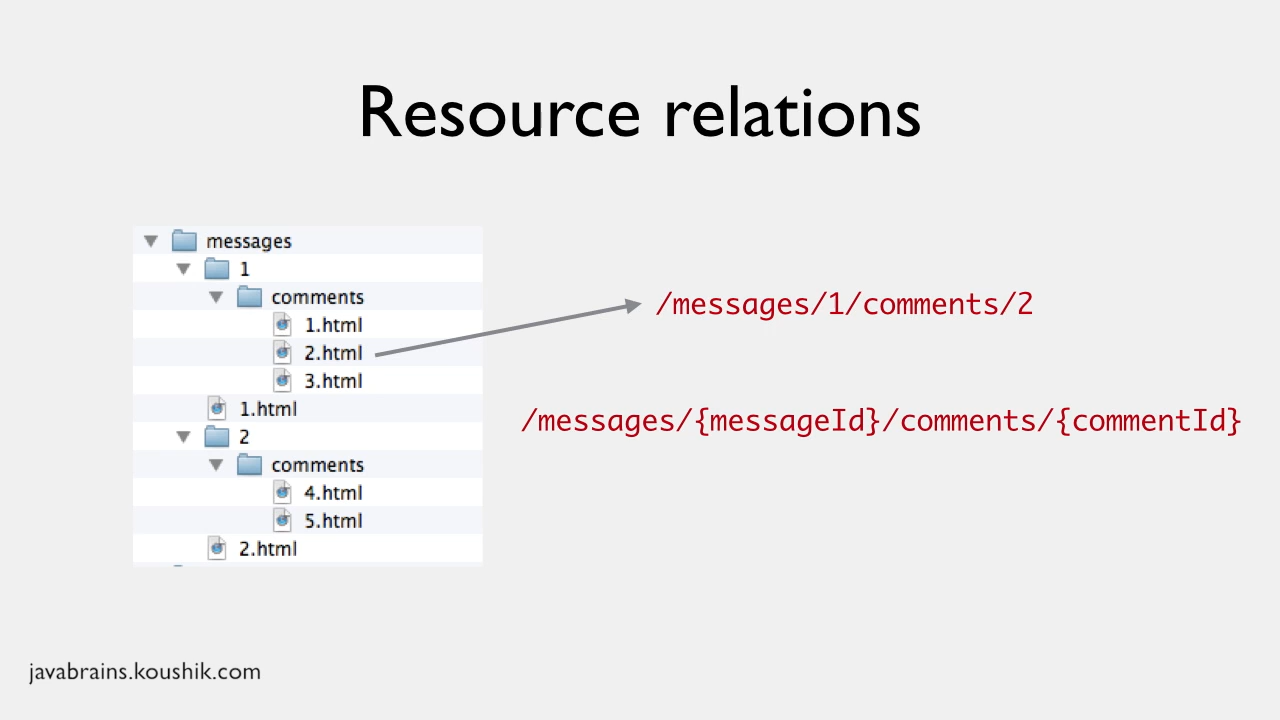 Resource relations
messages
1
comments
1.html
2.html
3.html
1.html
2
comments
4.html
5.html
2.html
/messages/1/comments/2
/messages/{messageId}/comments/{commentId}
javabrains.koushik.com